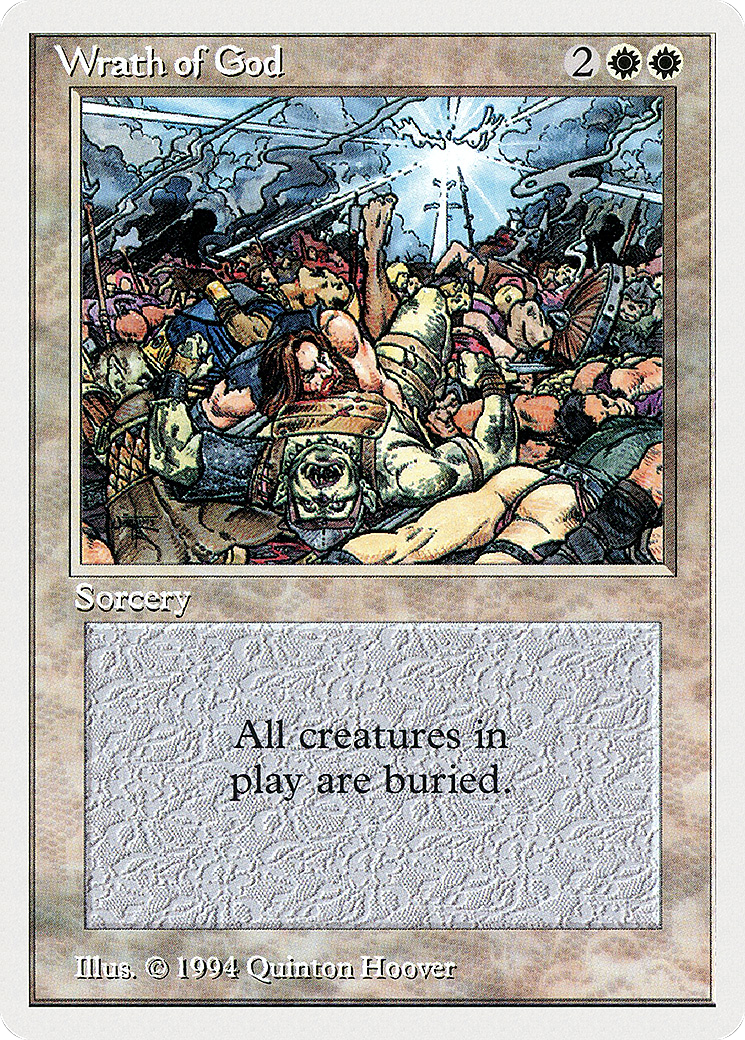 Wrath of God 2
Sorcery
All creatures in
play are buried.
Illus. © 1994 Quinton Hoover